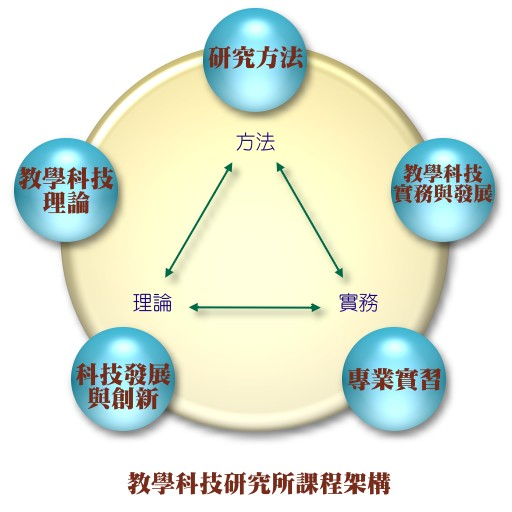 研究方法
方法
教學科技
理論
教學科技
實務與發展
理論
實務
科技發展
與創新
專業實習
教學科技研究所課程架構